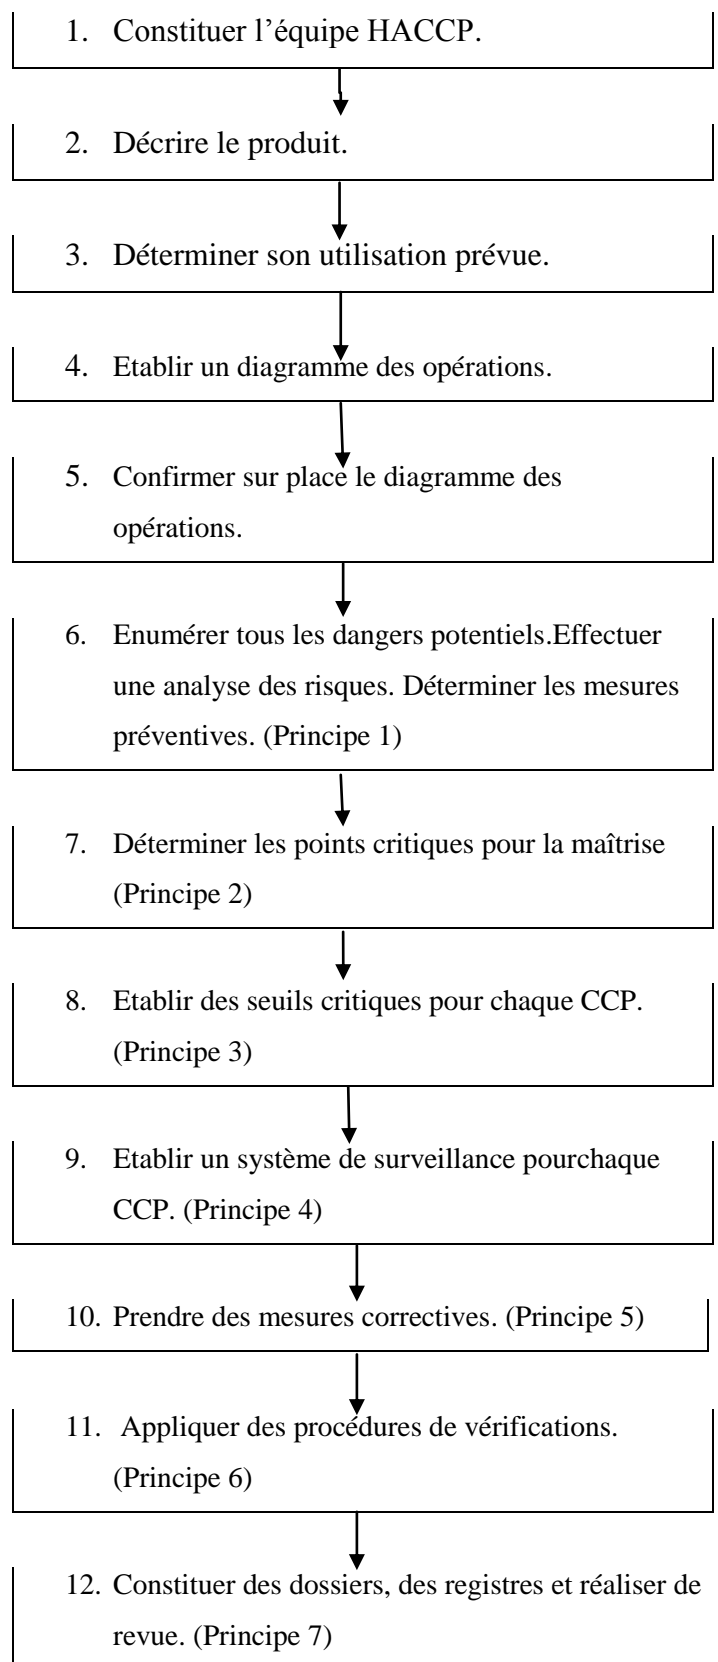 1. Constituer l’équipe HACCP.
2. Décrire le produit.
3. Déterminer son utilisation prévue.
4. Etablir un diagramme des opérations.
5. Confirmer sur place le diagramme des
opérations.
6. Enumérer tous les dangers potentiels.Effectuer
une analyse des risques. Déterminer les mesures
préventives. (Principe 1)
7. Déterminer les points critiques pour la maîtrise
(Principe 2)
8. Etablir des seuils critiques pour chaque CCP.
(Principe 3)
9. Etablir un système de surveillance pourchaque
CCP. (Principe 4)
10. Prendre des mesures correctives. (Principe 5)
11. Appliquer des procédures de vérifications.
(Principe 6)
12. Constituer des dossiers, des registres et réaliser de
revue. (Principe 7)